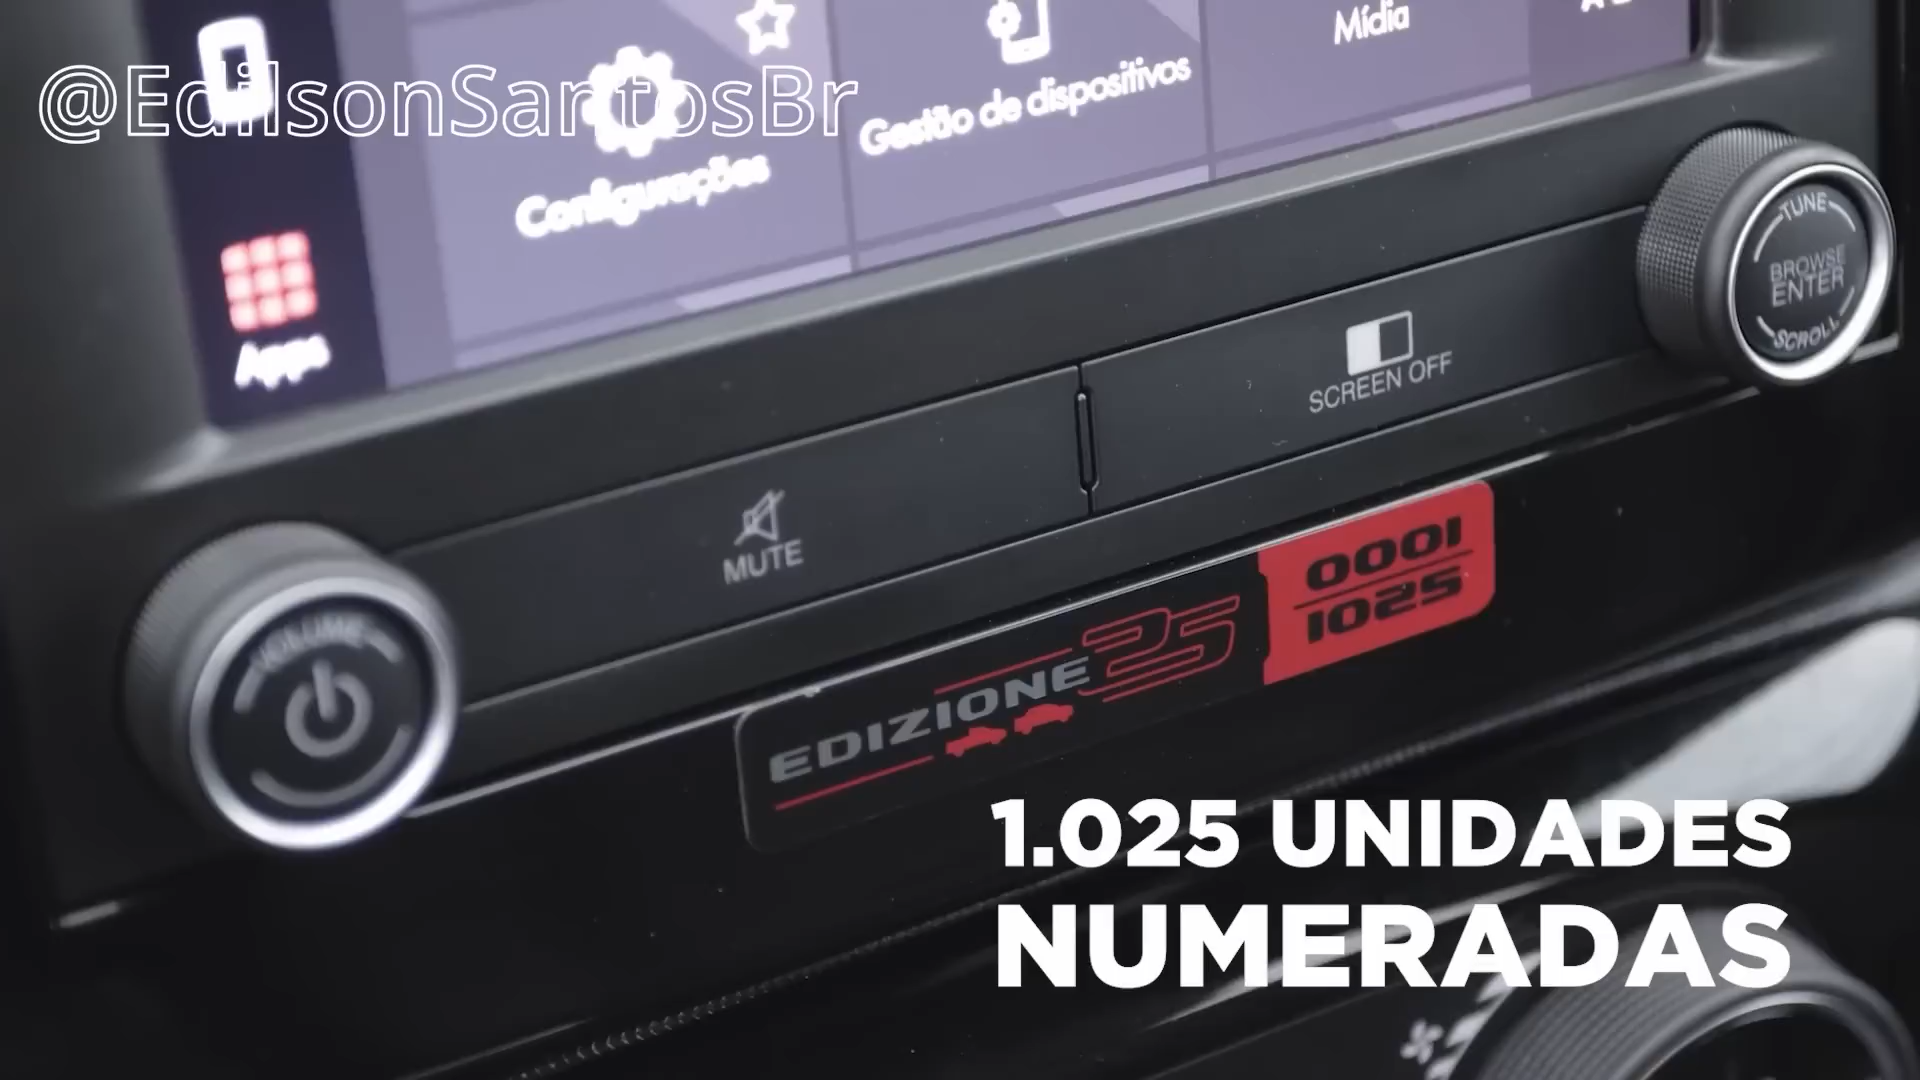 @EdilsonSantosBr
Mídia
Gestão de dispositivos
Configurações
Apps
TUNE
BROWSE
ENTER
SCROLL
SCREEN OFF
MUTE
VOLUME
EDIZIONE 25
0001
1025
1.025 UNIDADES
NUMERADAS